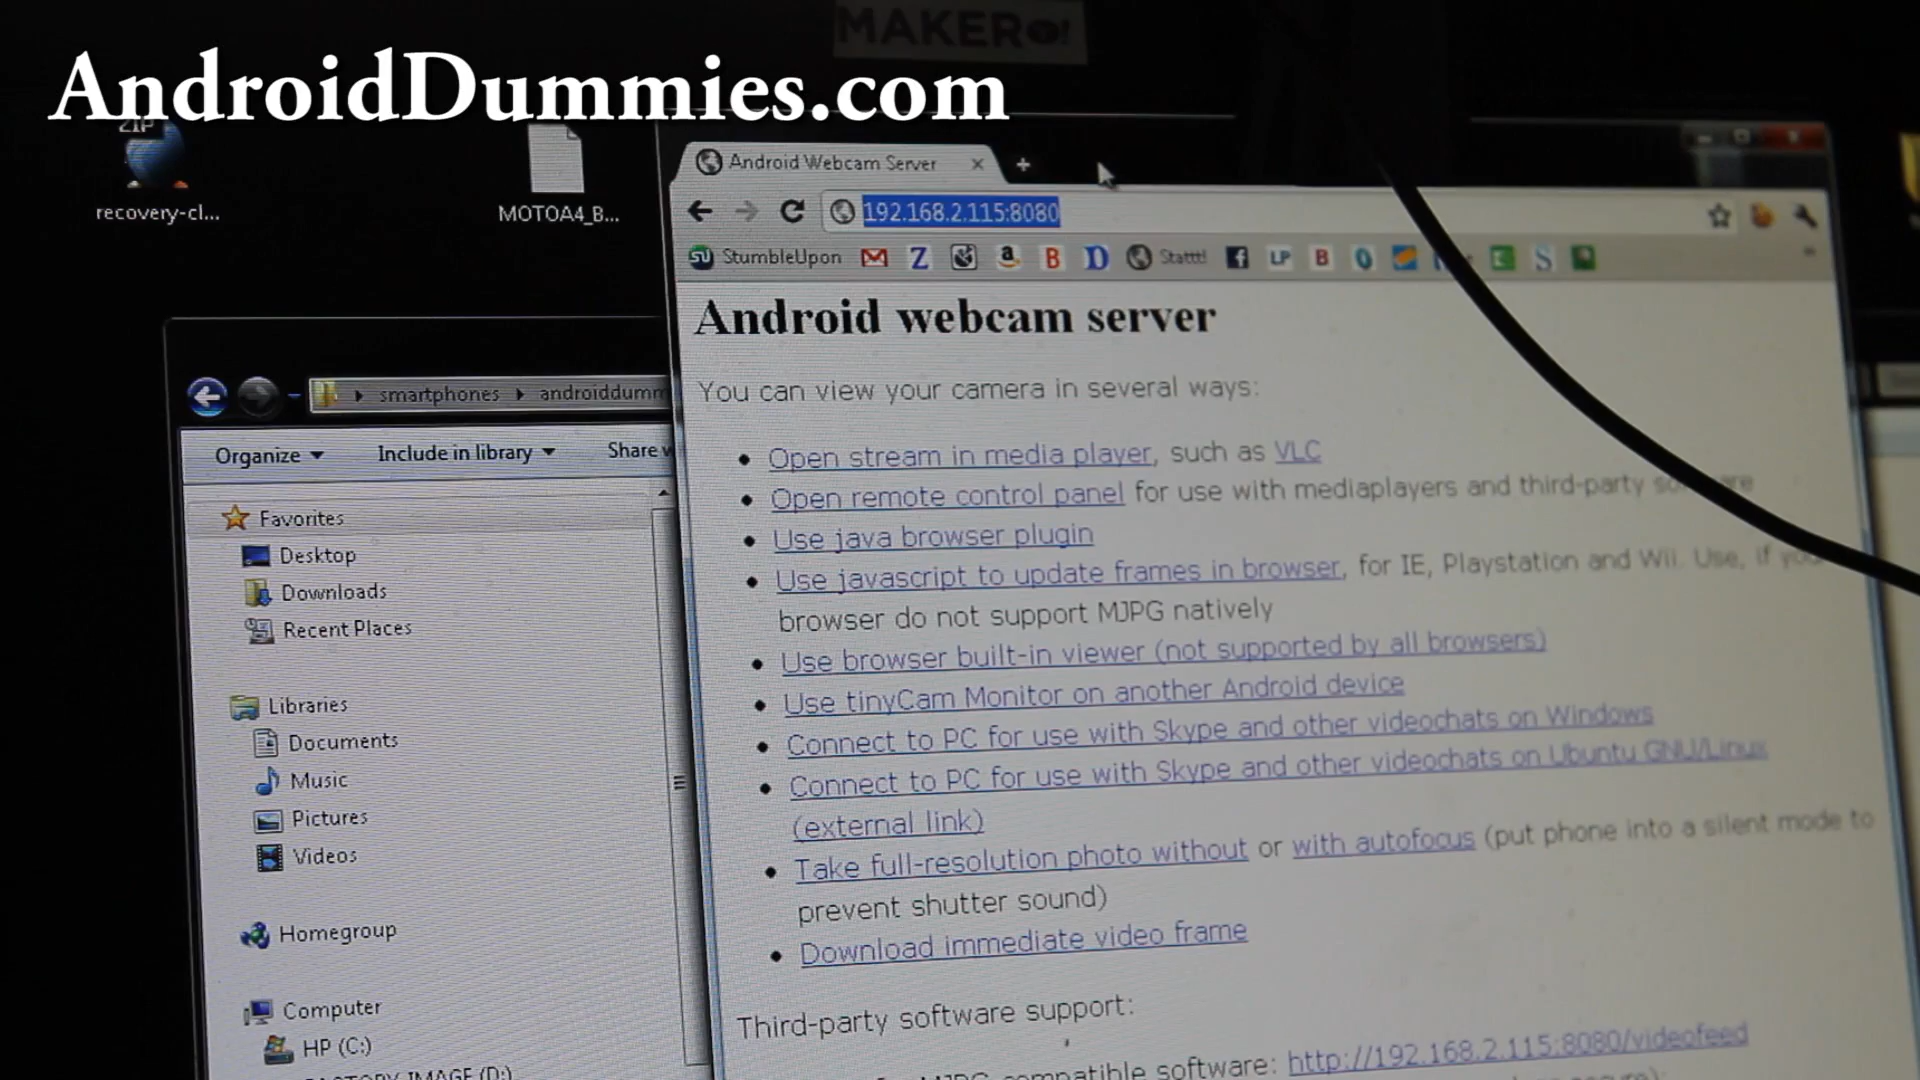 MAKER
AndroidDummies.com
ZIP
recovery-cl...
MOTOA4_B...
Android Webcam Server
192.168.2.115:8080
StumbleUpon
Stattt!
Android webcam server
You can view your camera in several ways:
Open stream in media player, such as VLC
Open remote control panel for use with mediaplayers and third-party
Use java browser plugin
Use javascript to update frames in browser, for IE, Playstation and Wii. Use, if you
browser do not support MJPG natively
Use browser built-in viewer (not supported by all browsers)
Use tinyCam Monitor on another Android device
Connect to PC for use with Skype and other videochats on Windows
Connect to PC for use with Skype and other videochats on Ubuntu GNU/Linux
(external link)
Take full-resolution photo without or with autofocus (put phone into a silent mode to
prevent shutter sound)
Download immediate video frame
Third-party software support:
MJPG compatible software: http://192.168.2.115:8080/videofeed
smartphones
androiddumm
Organize
Include in library
Share
Favorites
Desktop
Downloads
Recent Places
Libraries
Documents
Music
Pictures
Videos
Homegroup
Computer
HP (C:)
FACTORY_IMAGE (D:)